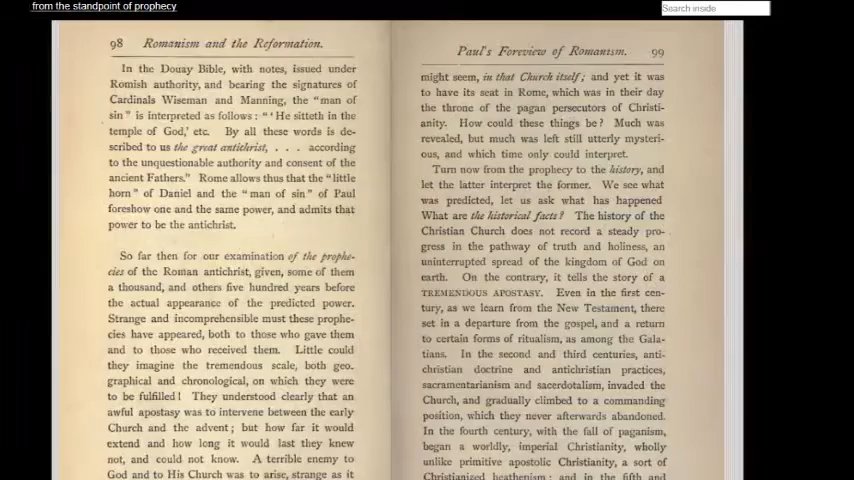 from the standpoint of prophecy
Search inside
98 Romanism and the Reformation.
In the Douay Bible, with notes, issued under
Romish authority, and bearing the signatures of
Cardinals Wiseman and Manning, the "man of
sin" is interpreted as follows: "'He sitteth in the
temple of God,' etc. By all these words is de-
scribed to us the great antichrist, . . . according
to the unquestionable authority and consent of the
ancient Fathers." Rome allows thus that the "little
horn" of Daniel and the "man of sin" of Paul
foreshow one and the same power, and admits that
power to be the antichrist.
So far then for our examination of the prophe-
cies of the Roman antichrist, given, some of them
a thousand, and others five hundred years before
the actual appearance of the predicted power.
Strange and incomprehensible must these prophe-
cies have appeared, both to those who gave them
and to those who received them. Little could
they imagine the tremendous scale, both geo-
graphical and chronological, on which they were
to be fulfilled! They understood clearly that an
awful apostasy was to intervene between the early
Church and the advent; but how far it would
extend and how long it would last they knew
not, and could not know. A terrible enemy to
God and to His Church was to arise, strange as it
Paul's Foreview of Romanism. 99
might seem, in that Church itself; and yet it was
to have its seat in Rome, which was in their day
the throne of the pagan persecutors of Christi-
anity. How could these things be? Much was
revealed, but much was left still utterly mysteri-
ous, and which time only could interpret.
Turn now from the prophecy to the history, and
let the latter interpret the former. We see what
was predicted, let us ask what has happened
What are the historical facts? The history of the
Christian Church does not record a steady pro-
gress in the pathway of truth and holiness, an
uninterrupted spread of the kingdom of God on
earth. On the contrary, it tells the story of a
TREMENDOUS APOSTASY. Even in the first cen-
tury, as we learn from the New Testament, there
set in a departure from the gospel, and a return
to certain forms of ritualism, as among the Gala-
tians. In the second and third centuries, anti-
christian doctrine and antichristian practices,
sacramentarianism and sacerdotalism, invaded the
Church, and gradually climbed to a commanding
position, which they never afterwards abandoned.
In the fourth century, with the fall of paganism,
began a worldly, imperial Christianity, wholly
unlike primitive apostolic Christianity, a sort of
Christianized heathenism; and in the fifth and